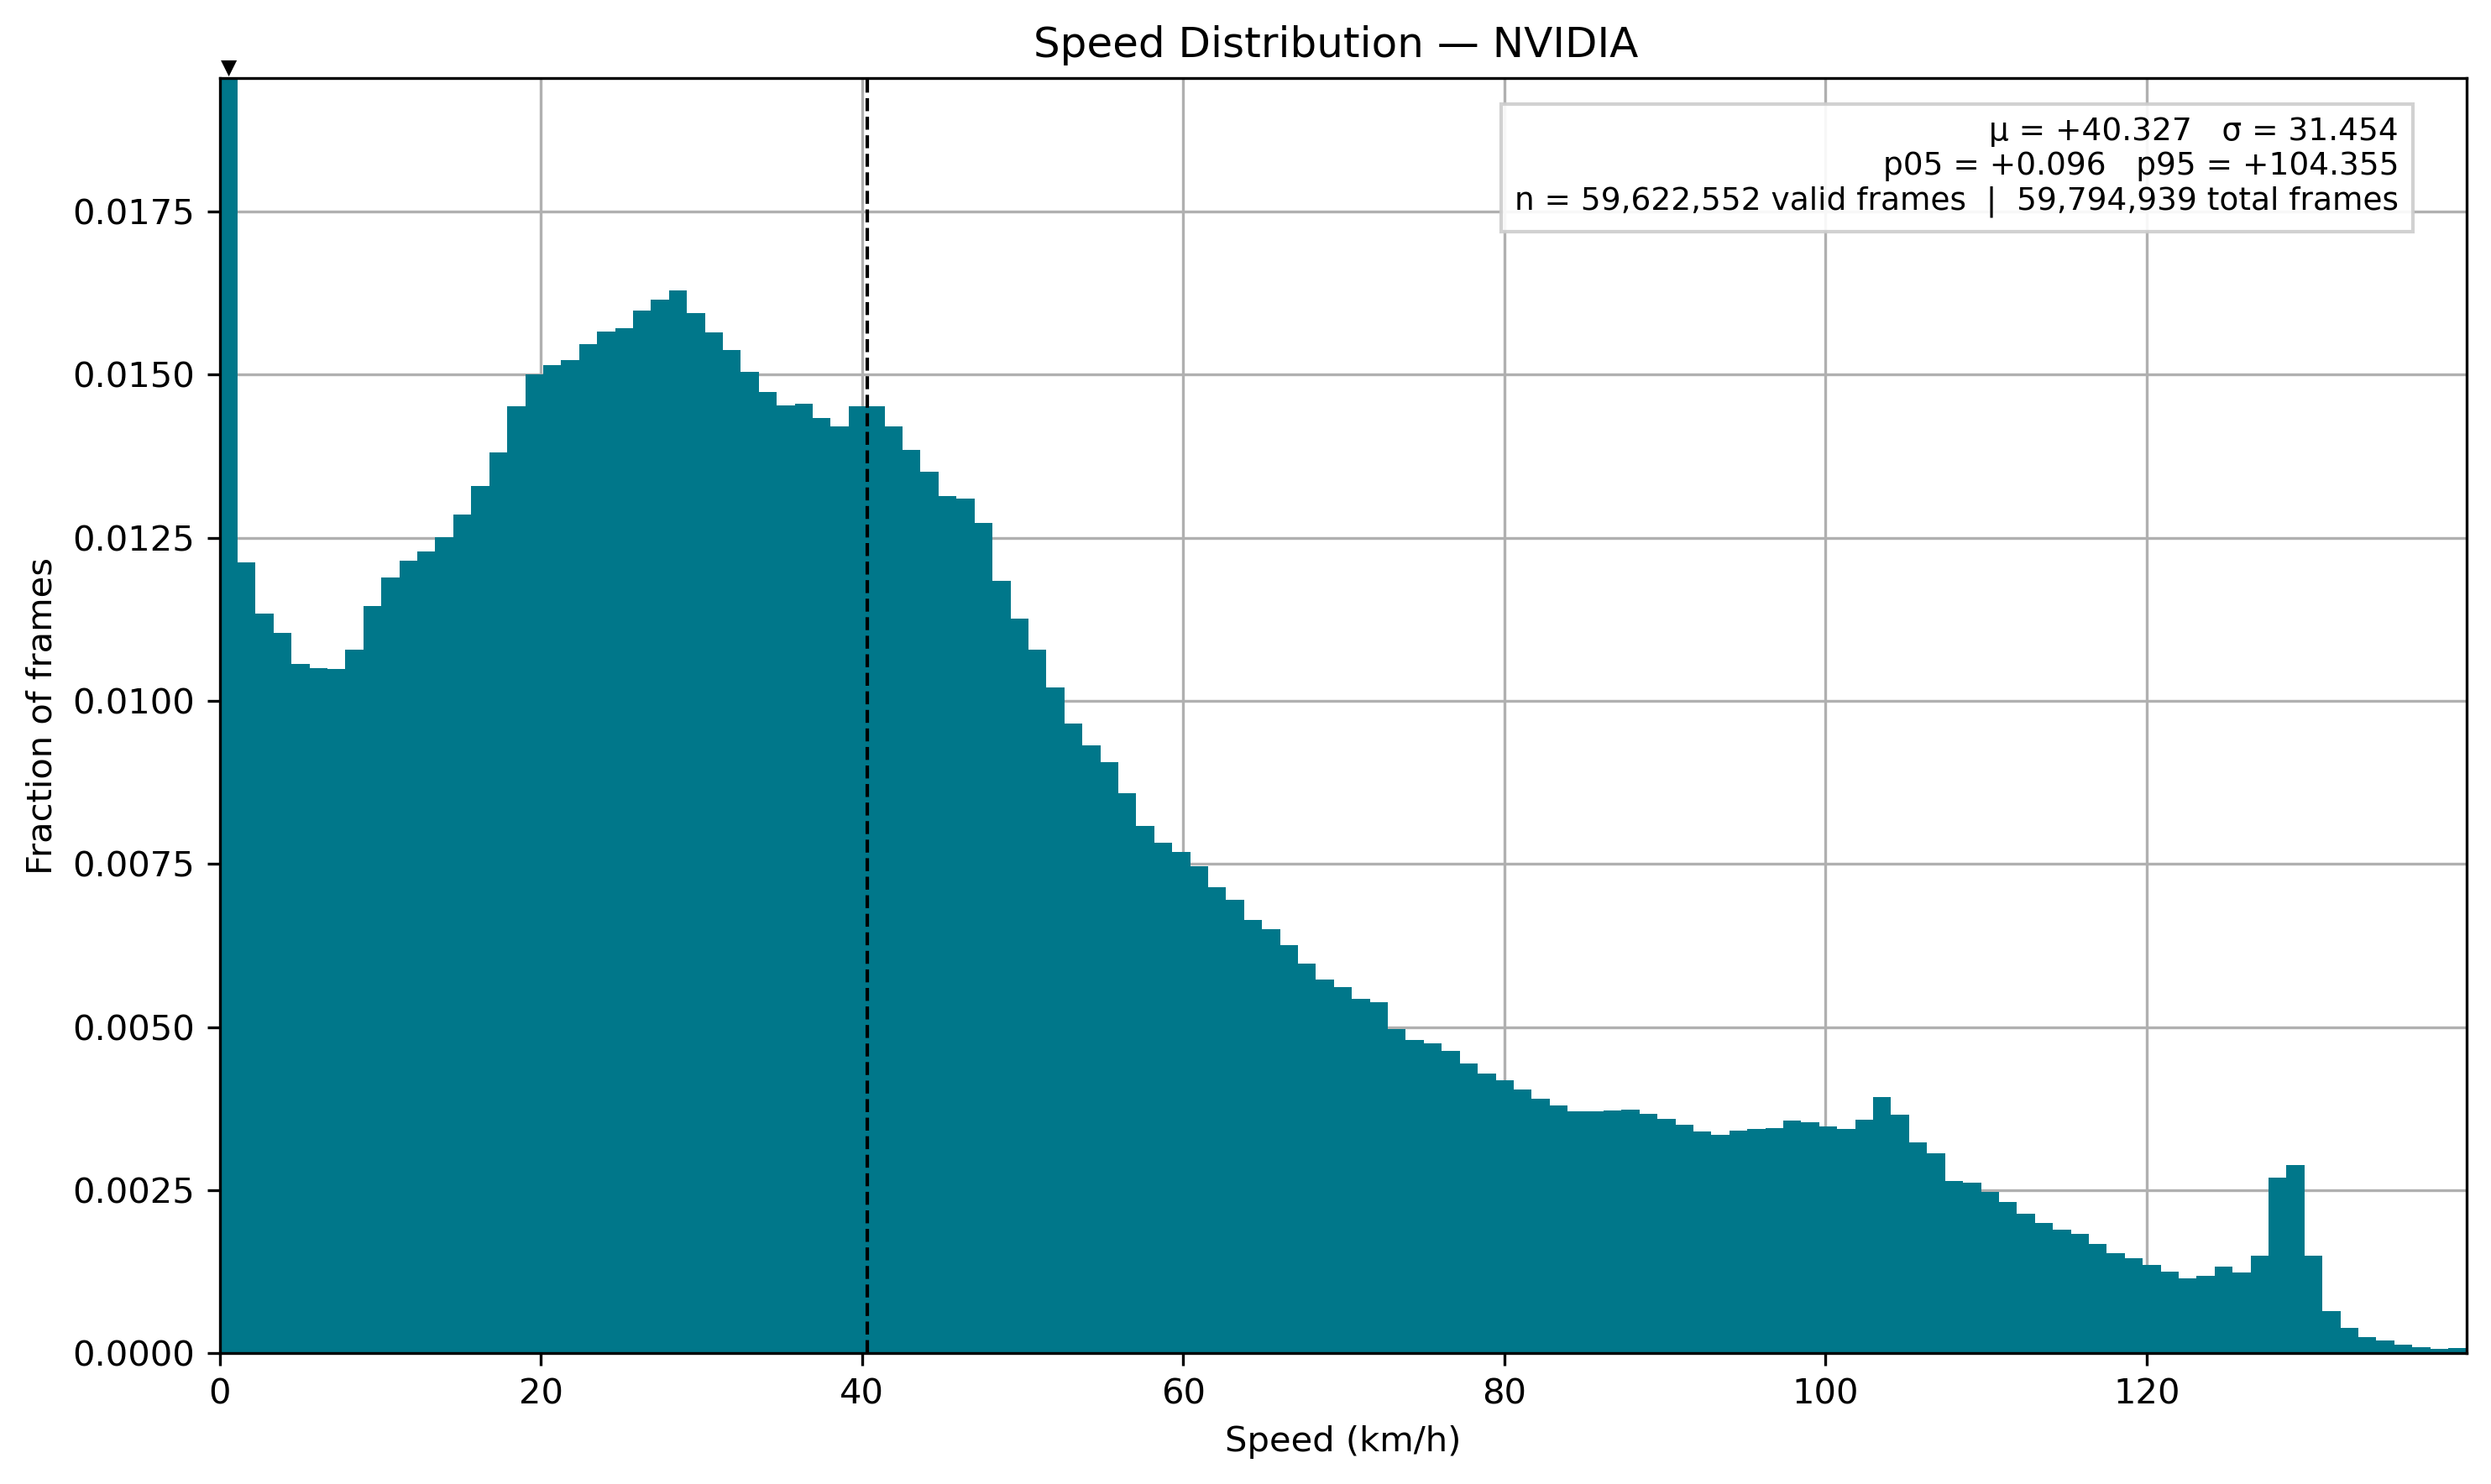 Speed Distribution — NVIDIA
μ = +40.327   σ = 31.454
p05 = +0.096   p95 = +104.355
n = 59,622,552 valid frames  |  59,794,939 total frames
0.0175
0.0150
0.0125
0.0100
0.0075
0.0050
0.0025
0.0000
Fraction of frames
0
20
40
60
80
100
120
Speed (km/h)